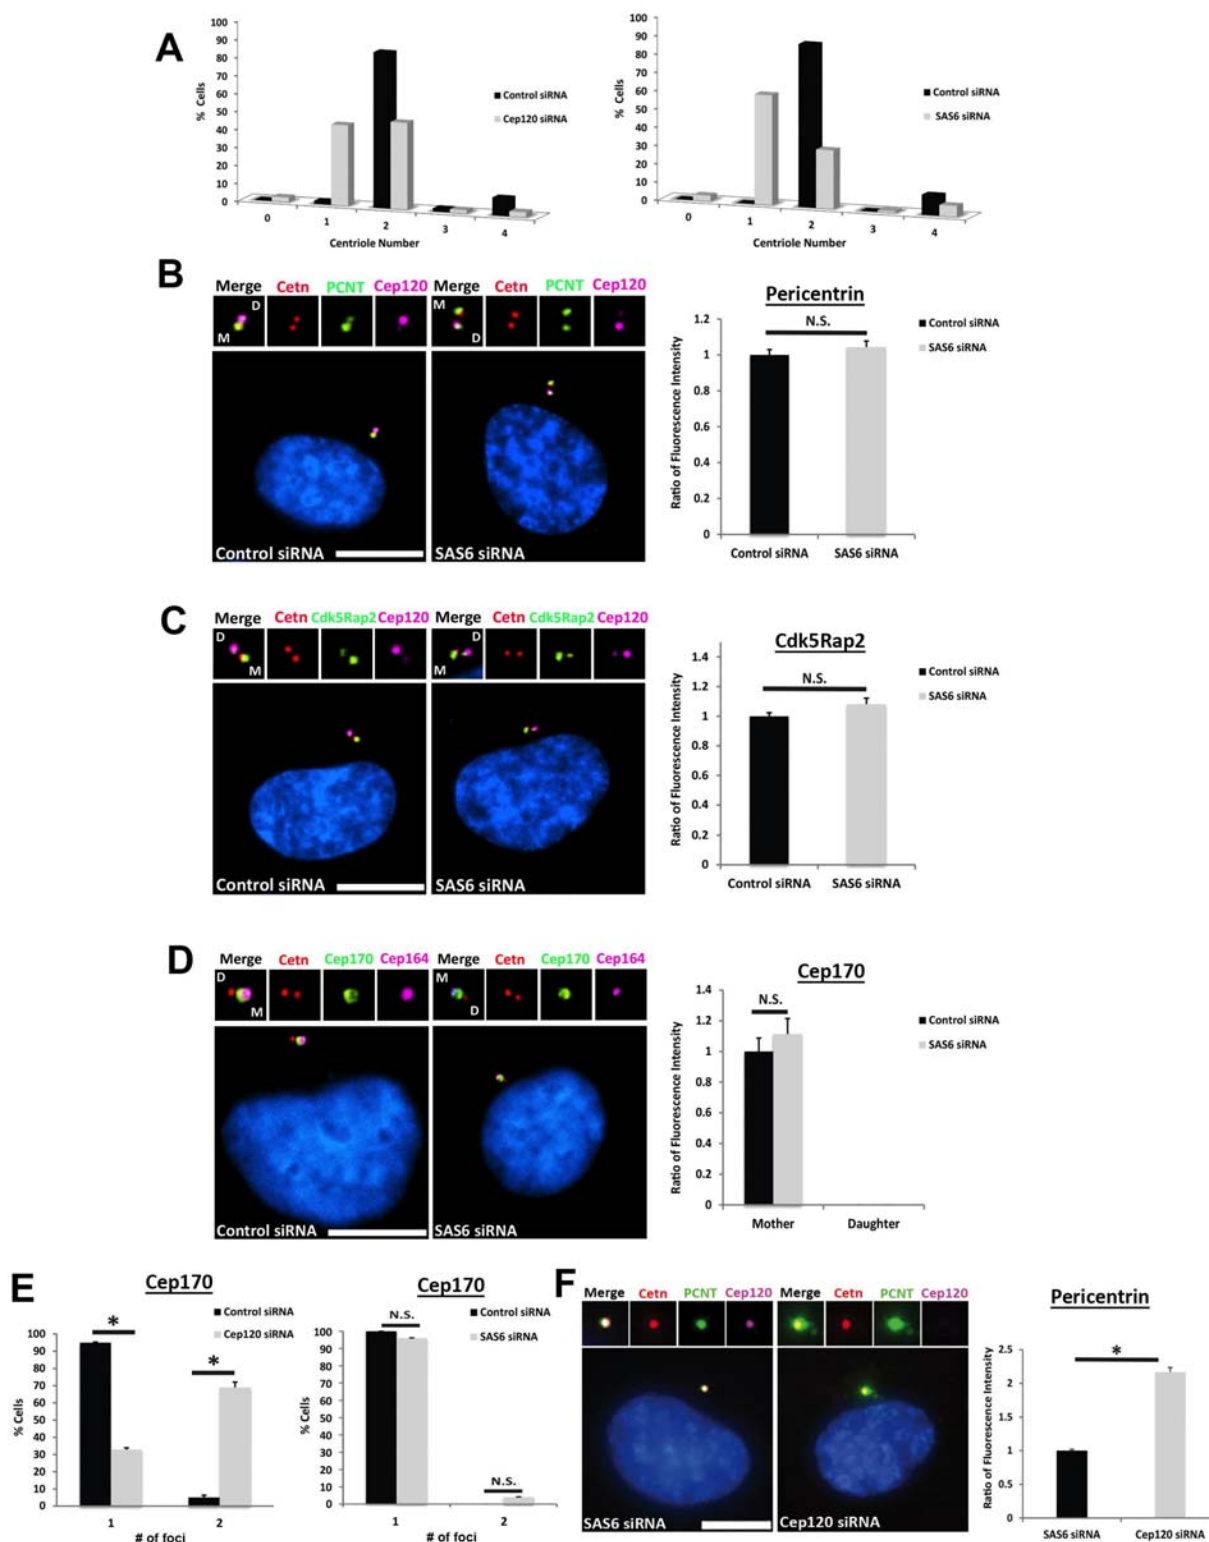 A
100
90
80
70
60
50
40
30
20
10
0
% Cells
0 1 2 3 4
Centriole Number
Control siRNA
Cep120 siRNA
100
90
80
70
60
50
40
30
20
10
0
% Cells
0 1 2 3 4
Centriole Number
Control siRNA
SAS6 siRNA
B
Merge Cetn PCNT Cep120
D
M
Control siRNA
Merge Cetn PCNT Cep120
M
D
SAS6 siRNA
Pericentrin
1.2
1
0.8
0.6
0.4
0.2
0
Ratio of Fluorescence Intensity
N.S.
Control siRNA SAS6 siRNA
Control siRNA
SAS6 siRNA
C
Merge Cetn Cdk5Rap2 Cep120
D
M
Control siRNA
Merge Cetn Cdk5Rap2 Cep120
D
M
SAS6 siRNA
Cdk5Rap2
1.4
1.2
1
0.8
0.6
0.4
0.2
0
Ratio of Fluorescence Intensity
N.S.
Control siRNA SAS6 siRNA
Control siRNA
SAS6 siRNA
D
Merge Cetn Cep170 Cep164
D
M
Control siRNA
Merge Cetn Cep170 Cep164
M
D
SAS6 siRNA
Cep170
1.4
1.2
1
0.8
0.6
0.4
0.2
0
Ratio of Fluorescence Intensity
N.S.
Mother Daughter
Control siRNA
SAS6 siRNA
E
Cep170
Control siRNA
Cep120 siRNA
100
90
80
70
60
50
40
30
20
10
0
% Cells
*
*
1 2
# of foci
Cep170
Control siRNA
SAS6 siRNA
100
90
80
70
60
50
40
30
20
10
0
% Cells
N.S.
N.S.
1 2
# of foci
F
Merge Cetn PCNT Cep120
SAS6 siRNA
Merge Cetn PCNT Cep120
Cep120 siRNA
Pericentrin
2.5
2
1.5
1
0.5
0
Ratio of Fluorescence Intensity
*
SAS6 siRNA Cep120 siRNA